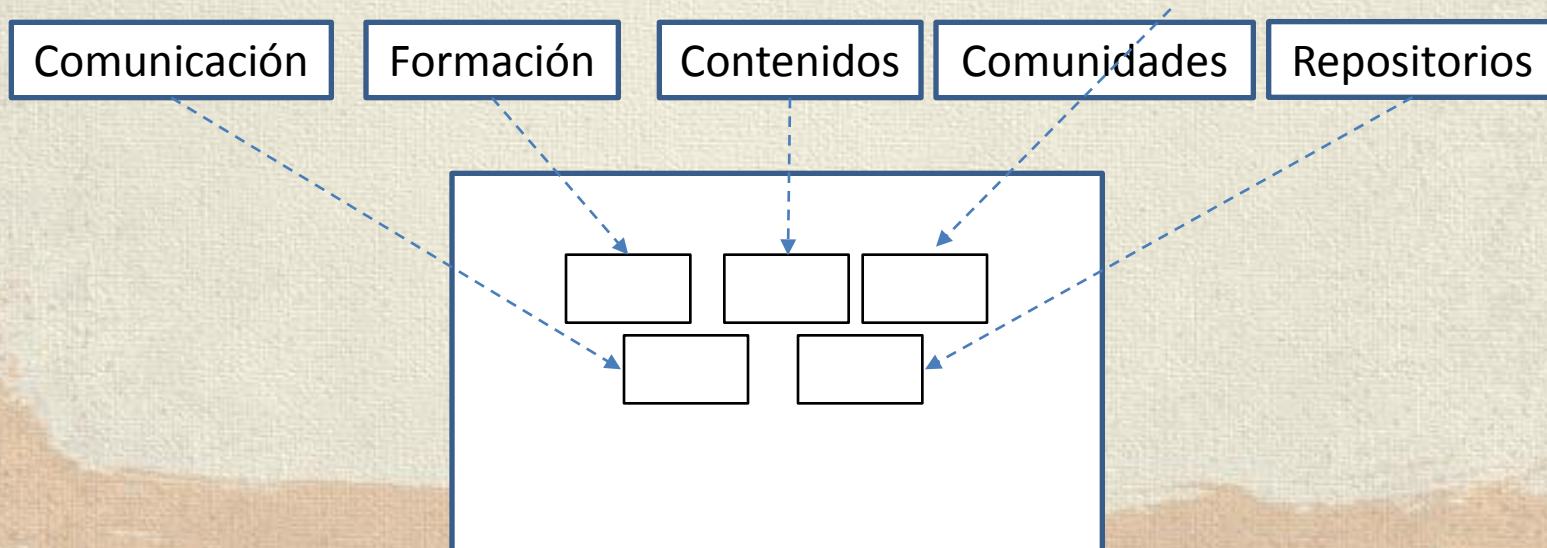 Comunicación
Formación
Contenidos
Comunidades
Repositorios